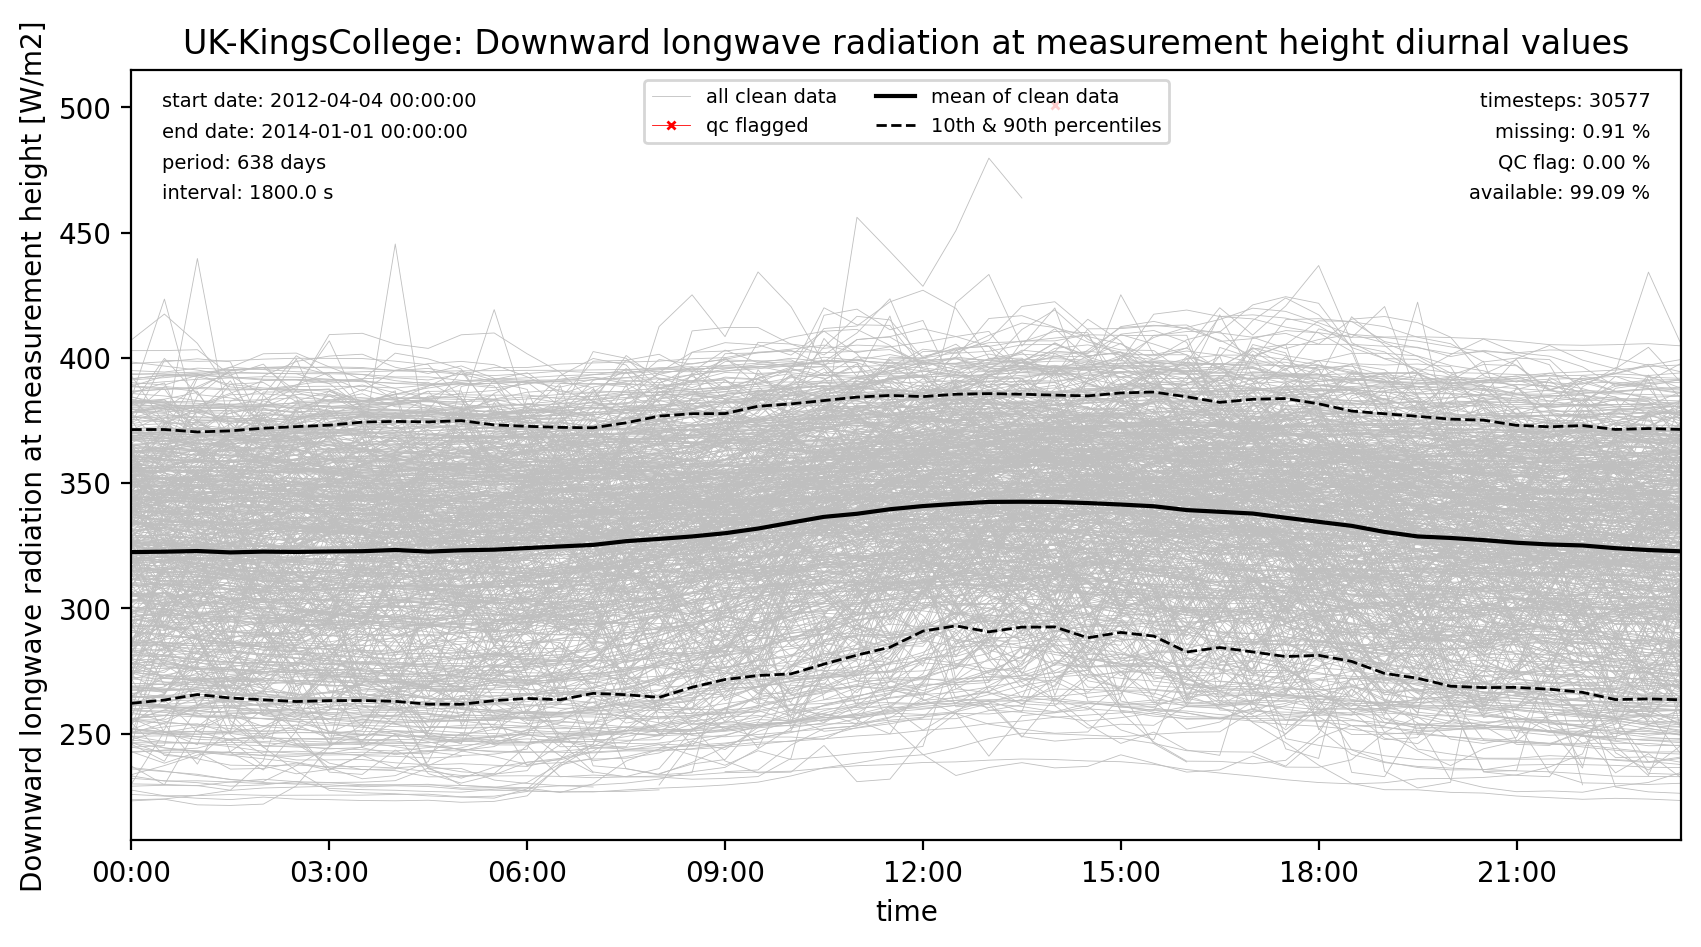 UK-KingsCollege: Downward longwave radiation at measurement height diurnal values
Downward longwave radiation at measurement height [W/m2]
start date: 2012-04-04 00:00:00
end date: 2014-01-01 00:00:00
period: 638 days
interval: 1800.0 s
all clean data
qc flagged
mean of clean data
10th & 90th percentiles
timesteps: 30577
missing: 0.91 %
QC flag: 0.00 %
available: 99.09 %
500
450
400
350
300
250
00:00 03:00 06:00 09:00 12:00 15:00 18:00 21:00
time